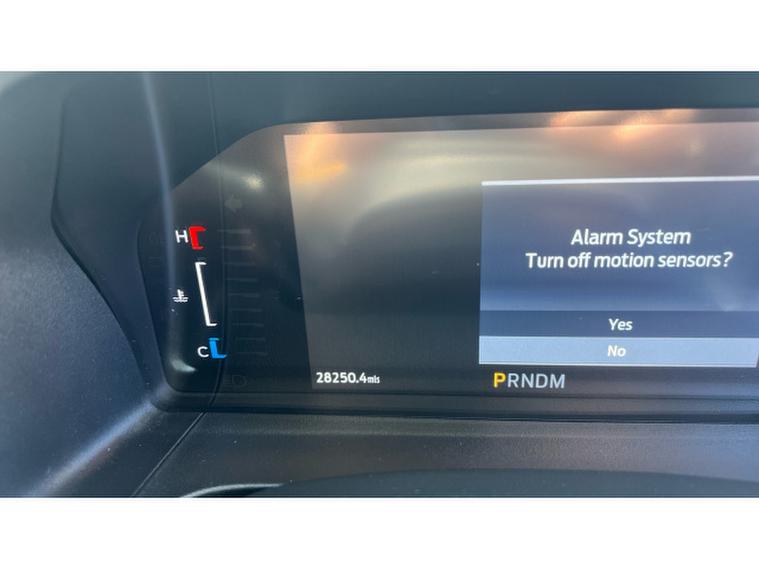 Alarm System
Turn off motion sensors?
Yes
No
H
C
28250.4mls
PRNDM